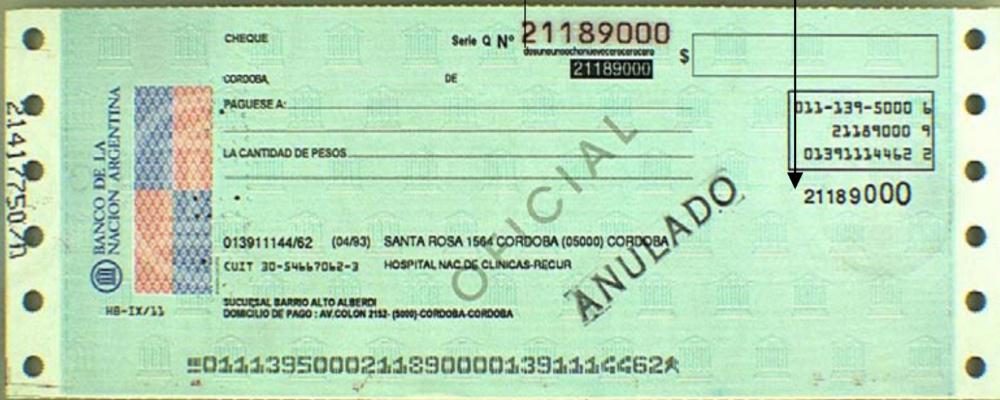 CHEQUE
Serie Q Nº 21189000
dosunounoochonuevecerocerocero
21189000
$
CORDOBA, DE
PAGUESE A:
LA CANTIDAD DE PESOS
011-139-5000 6
21189000 9
01391114462 2
21189000
BANCO DE LA
NACION ARGENTINA
21417750/n
OFICIAL
ANULADO
013911144/62 (04/93) SANTA ROSA 1564 CORDOBA (05000) CORDOBA
CUIT 30-54667062-3 HOSPITAL NAC.DE CLINICAS-RECUR
HB-IX/11
SUCURSAL BARRIO ALTO ALBERDI
DOMICILIO DE PAGO : AV.COLON 2152- (5000)-CORDOBA-CORDOBA
01113950002118900001391114462